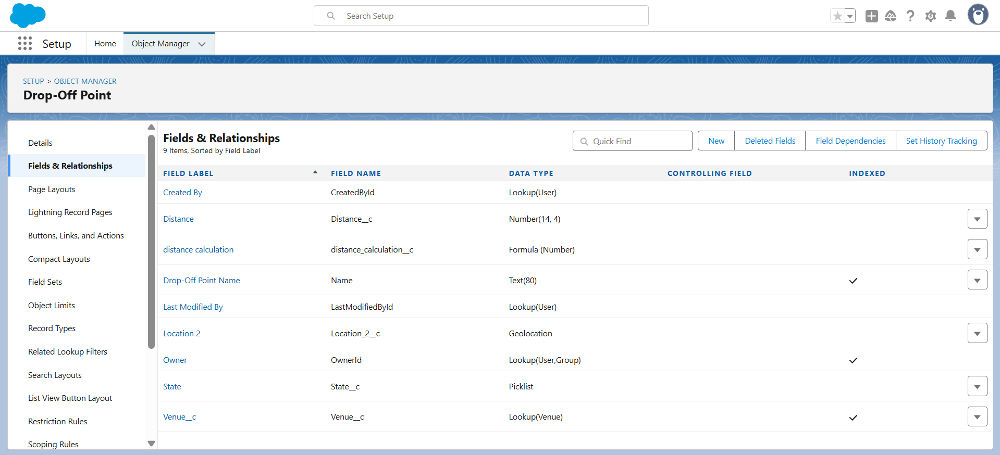 Search Setup
Setup
Home
Object Manager
SETUP > OBJECT MANAGER
Drop-Off Point
Details
Fields & Relationships
Page Layouts
Lightning Record Pages
Buttons, Links, and Actions
Compact Layouts
Field Sets
Object Limits
Record Types
Related Lookup Filters
Search Layouts
List View Button Layout
Restriction Rules
Scoping Rules
Fields & Relationships
9 Items, Sorted by Field Label
Quick Find
New
Deleted Fields
Field Dependencies
Set History Tracking
FIELD LABEL FIELD NAME DATA TYPE CONTROLLING FIELD INDEXED
Created By CreatedById Lookup(User)
Distance Distance__c Number(14, 4)
distance calculation distance_calculation__c Formula (Number)
Drop-Off Point Name Name Text(80)
Last Modified By LastModifiedById Lookup(User)
Location 2 Location_2__c Geolocation
Owner OwnerId Lookup(User,Group)
State State__c Picklist
Venue__c Venue__c Lookup(Venue)